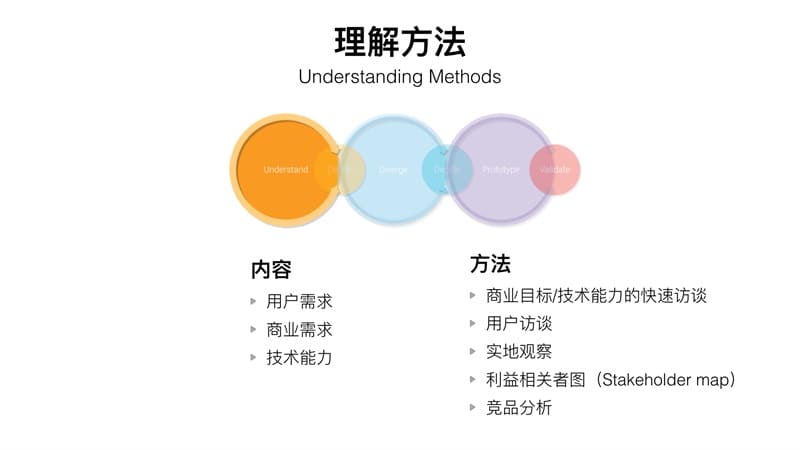 理解方法
Understanding Methods
Understand
Diverge
Prototype
Validate
内容
用户需求
商业需求
技术能力
方法
商业目标/技术能力的快速访谈
用户访谈
实地观察
利益相关者图（Stakeholder map）
竞品分析